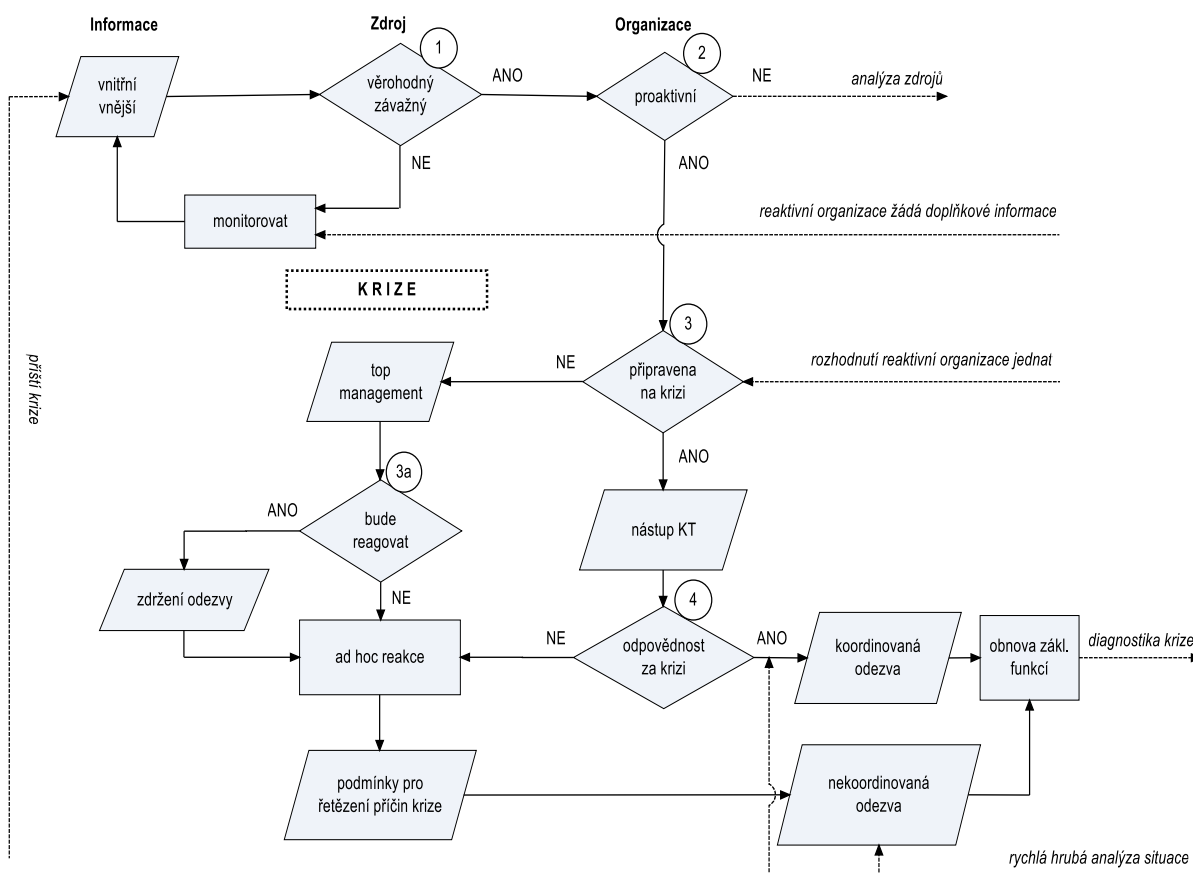 Informace
Zdroj
Organizace
1
2
vnitřní
vnější
věrohodný
závažný
ANO
proaktivní
NE
analýza zdrojů
NE
ANO
monitorovat
reaktivní organizace žádá doplňkové informace
KRIZE
3
příští krize
top
management
NE
připravena
na krizi
rozhodnutí reaktivní organizace jednat
ANO
3a
ANO
bude
reagovat
nástup KT
zdržení odezvy
NE
4
ad hoc reakce
NE
odpovědnost
za krizi
ANO
koordinovaná
odezva
obnova zákl.
funkcí
diagnostika krize
podmínky pro
řetězení příčin krize
nekoordinovaná
odezva
rychlá hrubá analýza situace